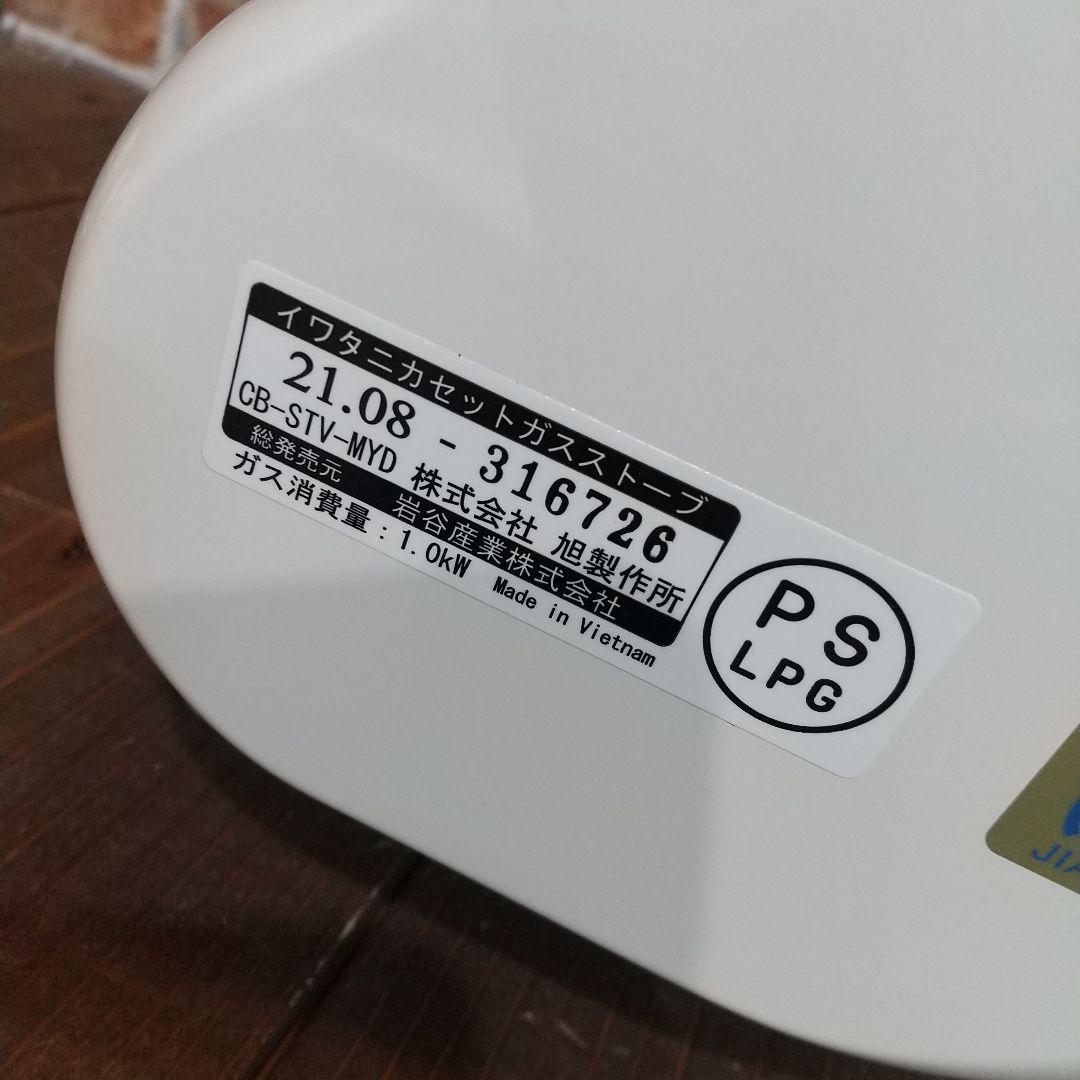 イワタニカセットガスストーブ
21.08 - 316726
CB-STV-MYD 株式会社 旭製作所
総発売元 岩谷産業株式会社
ガス消費量：1.0kW Made in Vietnam
PS
LPG
JIA